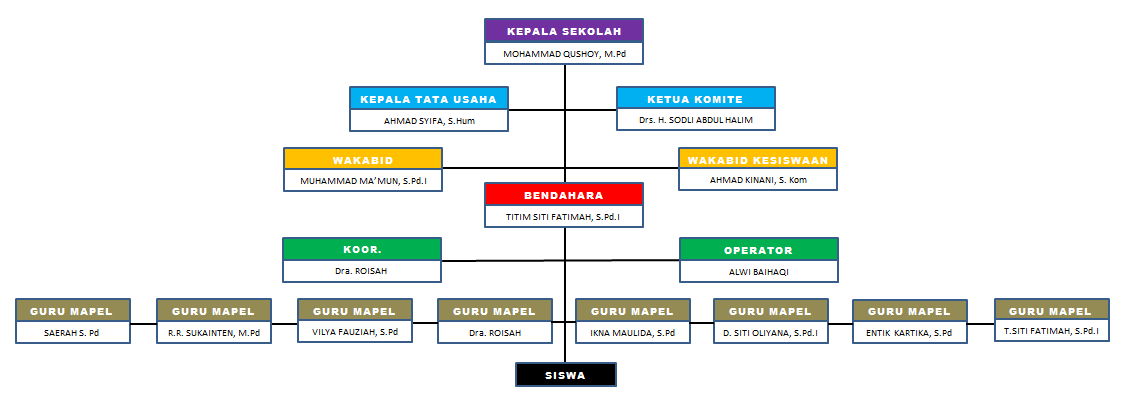 KEPALA SEKOLAH
MOHAMMAD QUSHOY, M.Pd
KEPALA TATA USAHA
AHMAD SYIFA, S.Hum
KETUA KOMITE
Drs. H. SODLI ABDUL HALIM
WAKABID
MUHAMMAD MA’MUN, S.Pd.I
WAKABID KESISWAAN
AHMAD KINANI, S. Kom
BENDAHARA
TITIM SITI FATIMAH, S.Pd.I
KOOR.
Dra. ROISAH
OPERATOR
ALWI BAIHAQI
GURU MAPEL
SAERAH S. Pd
GURU MAPEL
R.R. SUKAINTEN, M.Pd
GURU MAPEL
VILYA FAUZIAH, S.Pd
GURU MAPEL
Dra. ROISAH
GURU MAPEL
IKNA MAULIDA, S.Pd
GURU MAPEL
D. SITI OLIYANA, S.Pd.I
GURU MAPEL
ENTIK KARTIKA, S.Pd
GURU MAPEL
T.SITI FATIMAH, S.Pd.I
SISWA